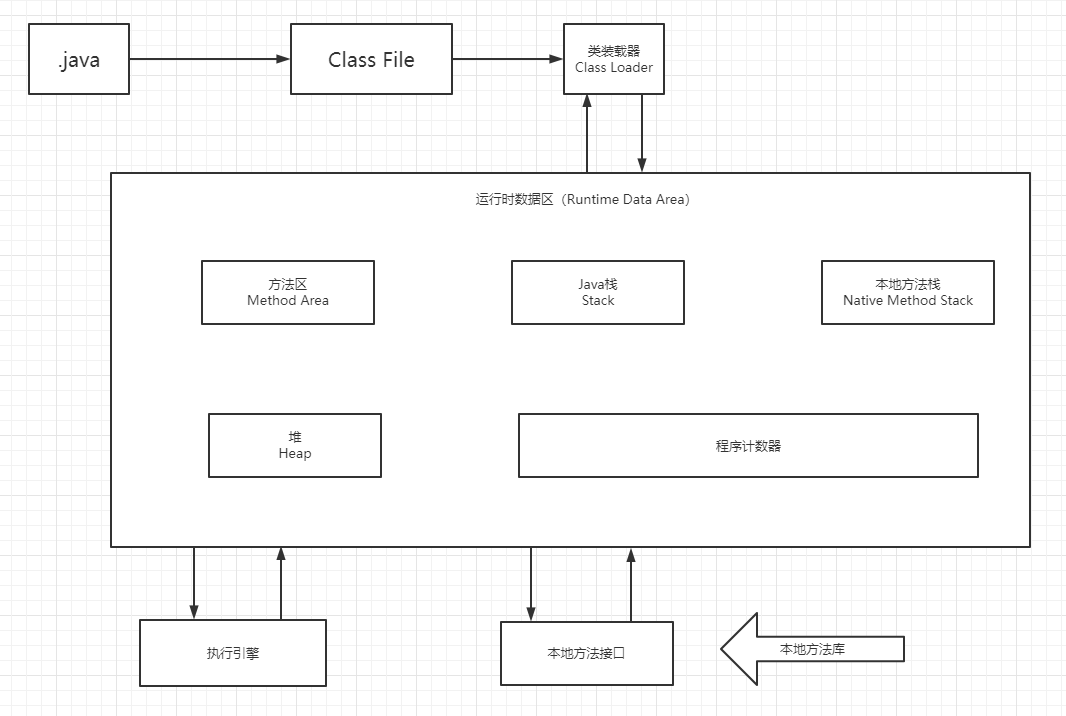 .java
Class File
类装载器
Class Loader
运行时数据区（Runtime Data Area）
方法区
Method Area
Java栈
Stack
本地方法栈
Native Method Stack
堆
Heap
程序计数器
执行引擎
本地方法接口
本地方法库